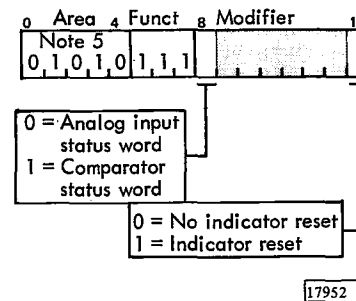 0 Area 4 Funct 8 Modifier 1
Note 5
0 1 0 1 0 1 1 1
0 = Analog input
status word
1 = Comparator
status word
0 = No indicator reset
1 = Indicator reset
17952